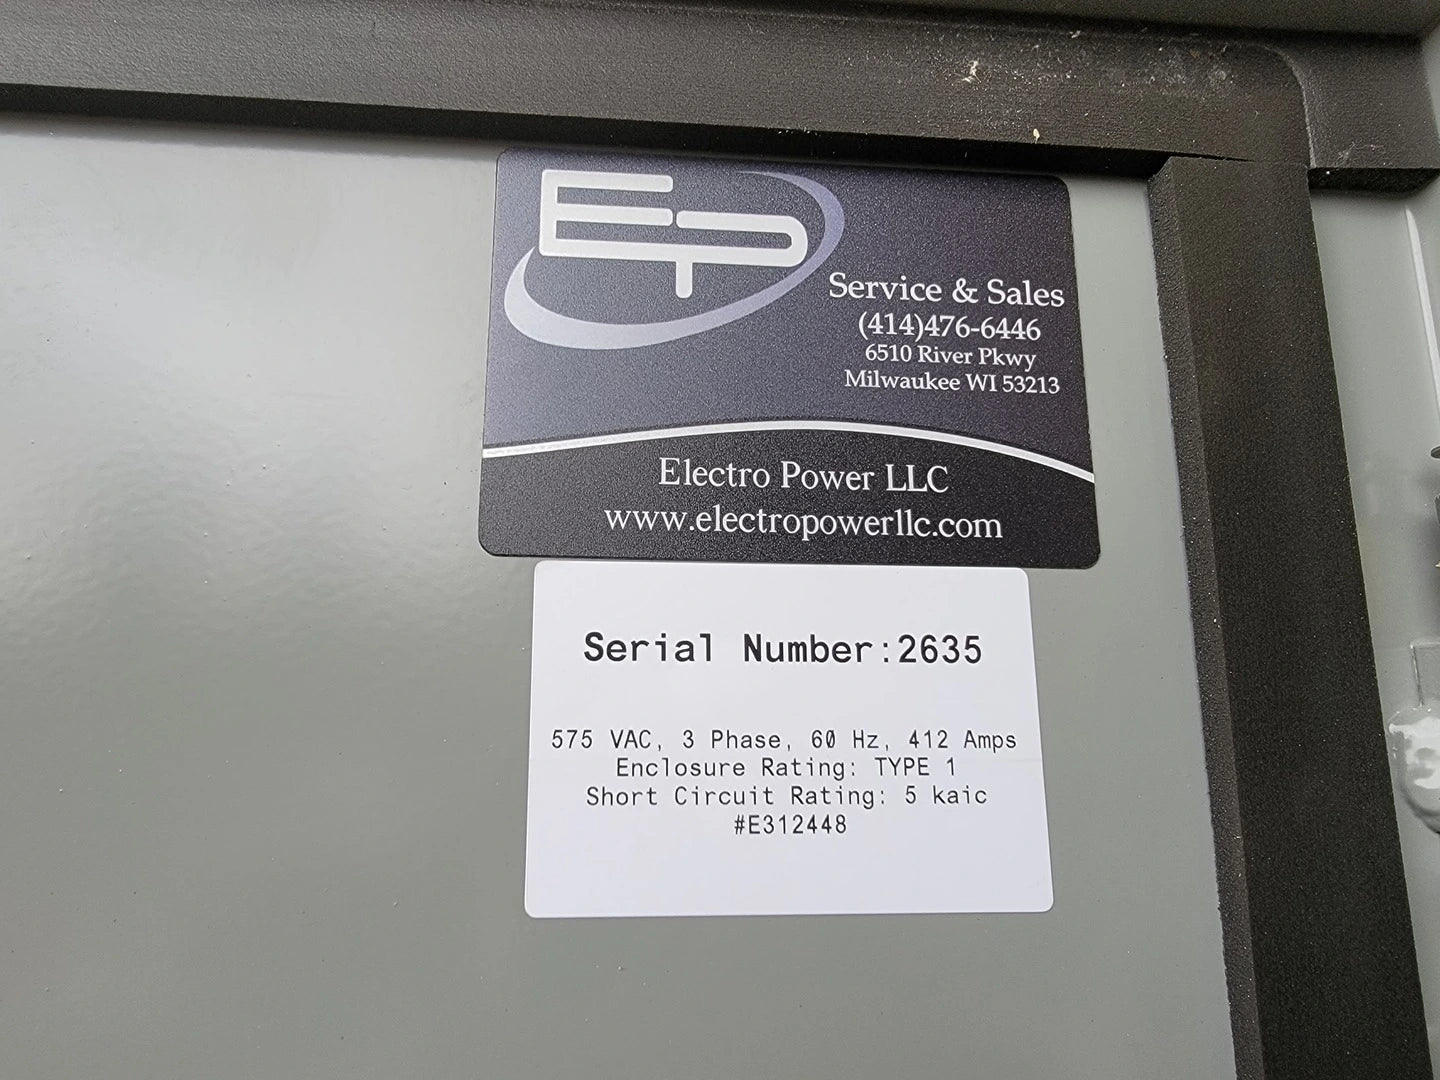 EP
Service & Sales
(414)476-6446
6510 River Pkwy
Milwaukee WI 53213
Electro Power LLC
www.electropowerllc.com
Serial Number:2635
575 VAC, 3 Phase, 60 Hz, 412 Amps
Enclosure Rating: TYPE 1
Short Circuit Rating: 5 kaic
#E312448